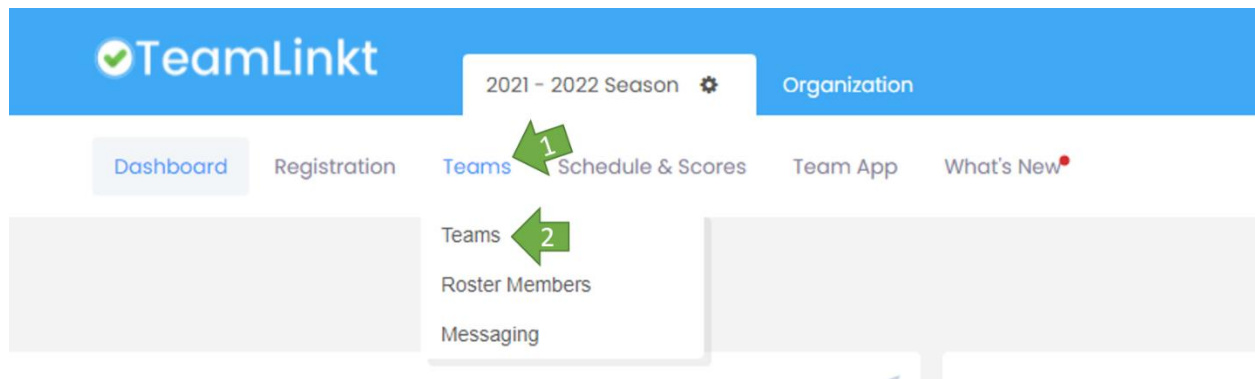 TeamLinkt
2021 - 2022 Season Organization
Dashboard Registration Teams 1 Schedule & Scores Team App What's New
Teams 2
Roster Members
Messaging